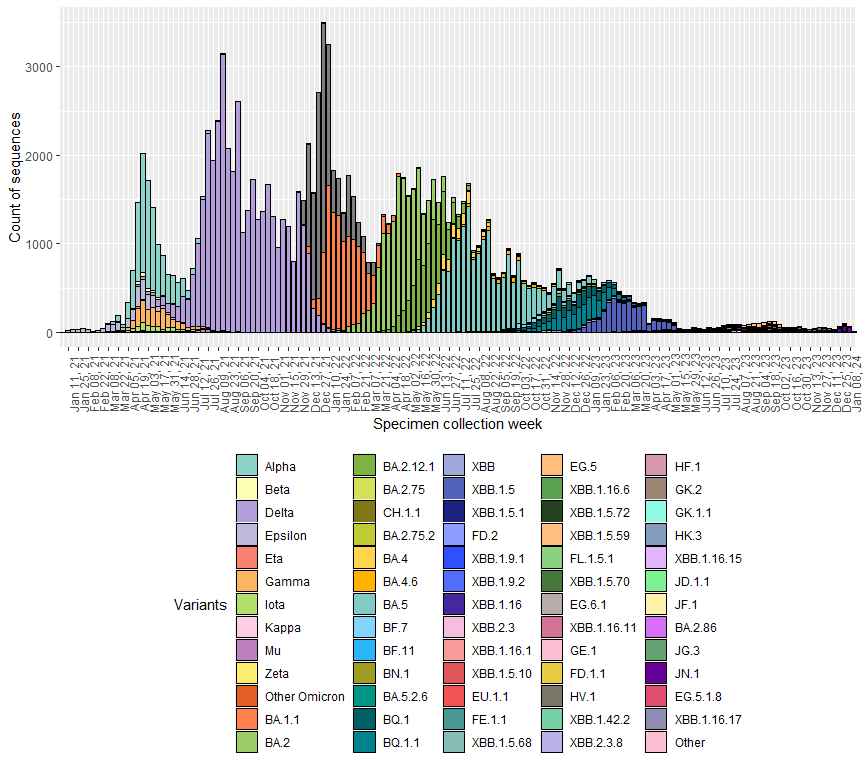 3000
2000
1000
0
Count of sequences
Jan 11, 21
Jan 25, 21
Feb 08, 21
Feb 22, 21
Mar 08, 21
Mar 22, 21
Apr 05, 21
Apr 19, 21
May 03, 21
May 17, 21
May 31, 21
Jun 14, 21
Jun 28, 21
Jul 12, 21
Jul 26, 21
Aug 09, 21
Aug 23, 21
Sep 06, 21
Sep 20, 21
Oct 04, 21
Oct 18, 21
Nov 01, 21
Nov 15, 21
Nov 29, 21
Dec 13, 21
Dec 27, 21
Jan 10, 22
Jan 24, 22
Feb 07, 22
Feb 21, 22
Mar 07, 22
Mar 21, 22
Apr 04, 22
Apr 18, 22
May 02, 22
May 16, 22
May 30, 22
Jun 13, 22
Jun 27, 22
Jul 11, 22
Jul 25, 22
Aug 08, 22
Aug 22, 22
Sep 05, 22
Sep 19, 22
Oct 03, 22
Oct 17, 22
Oct 31, 22
Nov 14, 22
Nov 28, 22
Dec 12, 22
Dec 26, 22
Jan 09, 23
Jan 23, 23
Feb 06, 23
Feb 20, 23
Mar 06, 23
Mar 20, 23
Apr 03, 23
Apr 17, 23
May 01, 23
May 15, 23
May 29, 23
Jun 12, 23
Jun 26, 23
Jul 10, 23
Jul 24, 23
Aug 07, 23
Aug 21, 23
Sep 04, 23
Sep 18, 23
Oct 02, 23
Oct 16, 23
Oct 30, 23
Nov 13, 23
Nov 27, 23
Dec 11, 23
Dec 25, 23
Jan 08, 24
Specimen collection week
Variants
Alpha
Beta
Delta
Epsilon
Eta
Gamma
Iota
Kappa
Mu
Zeta
Other Omicron
BA.1.1
BA.2
BA.2.12.1
BA.2.75
CH.1.1
BA.2.75.2
BA.4
BA.4.6
BA.5
BF.7
BF.11
BN.1
BA.5.2.6
BQ.1
BQ.1.1
XBB
XBB.1.5
XBB.1.5.1
FD.2
XBB.1.9.1
XBB.1.9.2
XBB.1.16
XBB.2.3
XBB.1.16.1
XBB.1.5.10
EU.1.1
FE.1.1
XBB.1.5.68
EG.5
XBB.1.16.6
XBB.1.5.72
XBB.1.5.59
FL.1.5.1
XBB.1.5.70
EG.6.1
XBB.1.16.11
GE.1
FD.1.1
HV.1
XBB.1.42.2
XBB.2.3.8
HF.1
GK.2
GK.1.1
HK.3
XBB.1.16.15
JD.1.1
JF.1
BA.2.86
JG.3
JN.1
EG.5.1.8
XBB.1.16.17
Other